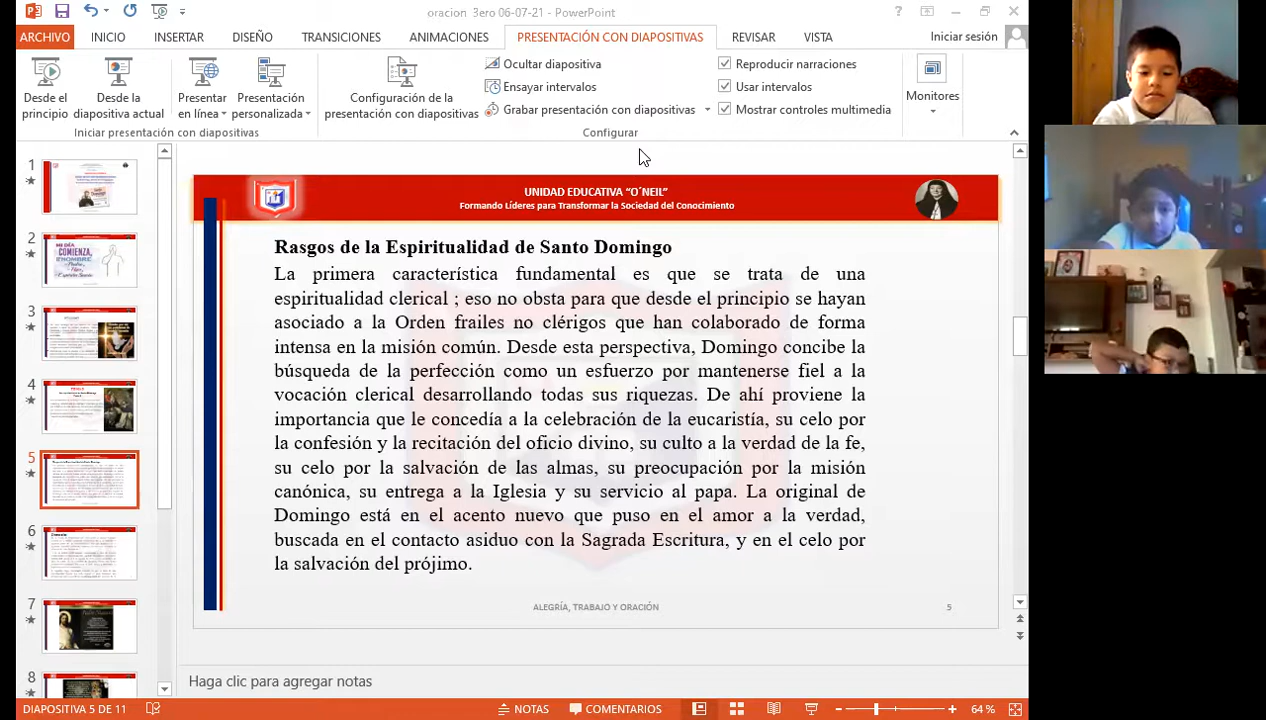 oracion 3ero 06-07-21 - PowerPoint
ARCHIVO INICIO INSERTAR DISEÑO TRANSICIONES ANIMACIONES PRESENTACIÓN CON DIAPOSITIVAS REVISAR VISTA Iniciar sesión
Desde el principio
Desde la diapositiva actual
Presentar en línea
Presentación personalizada
Iniciar presentación con diapositivas
Configuración de la presentación con diapositivas
Ocultar diapositiva
Ensayar intervalos
Grabar presentación con diapositivas
Reproducir narraciones
Usar intervalos
Mostrar controles multimedia
Configurar
Monitores
1
2
MI DÍA
COMIENZA,
3
4
5
6
7
8
UNIDAD EDUCATIVA “O´NEIL”
Formando Líderes para Transformar la Sociedad del Conocimiento
Rasgos de la Espiritualidad de Santo Domingo
La primera característica fundamental es que se trata de una
espiritualidad clerical ; eso no obsta para que desde el principio se hayan
asociado a la Orden frailes no clérigos que han colaborado de forma
intensa en la misión común. Desde esta perspectiva, Domingo concibe la
búsqueda de la perfección como un esfuerzo por mantenerse fiel a la
vocación clerical desarrollando todas sus riquezas. De ahí proviene la
importancia que le concedía a la celebración de la eucaristía, su celo por
la confesión y la recitación del oficio divino, su culto a la verdad de la fe,
su celo por la salvación de las almas, su preocupación por la misión
canónica, su entrega a la Iglesia y su servicio al papa. La original de
Domingo está en el acento nuevo que puso en el amor a la verdad,
buscada en el contacto asiduo con la Sagrada Escritura, y en el celo por
la salvación del prójimo.
ALEGRÍA, TRABAJO Y ORACIÓN 5
Haga clic para agregar notas
DIAPOSITIVA 5 DE 11 NOTAS COMENTARIOS 64 %